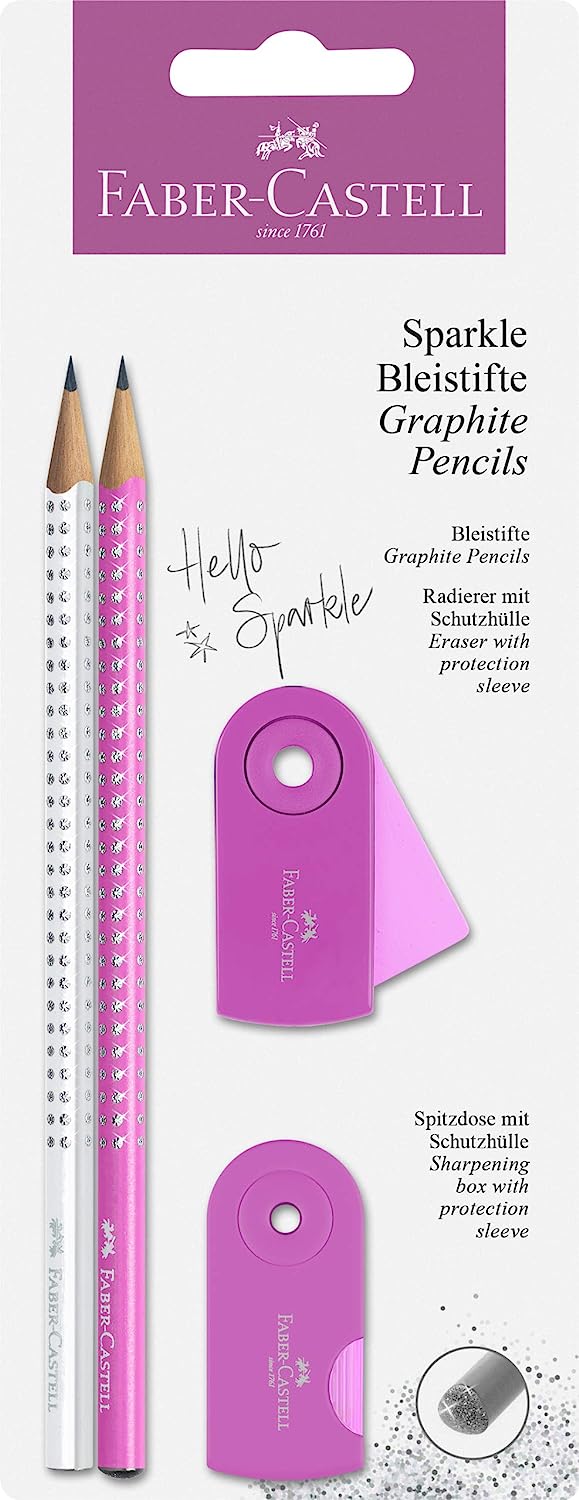 FABER-CASTELL
since 1761
Sparkle
Bleistifte
Graphite
Pencils
Bleistifte
Graphite Pencils
Radierer mit
Schutzhülle
Eraser with
protection
sleeve
Hello
Sparkle
FABER-CASTELL
since 1761
Spitzdose mit
Schutzhülle
Sharpening
box with
protection
sleeve
FABER-CASTELL
since 1761
FABER-CASTELL
FABER-CASTELL